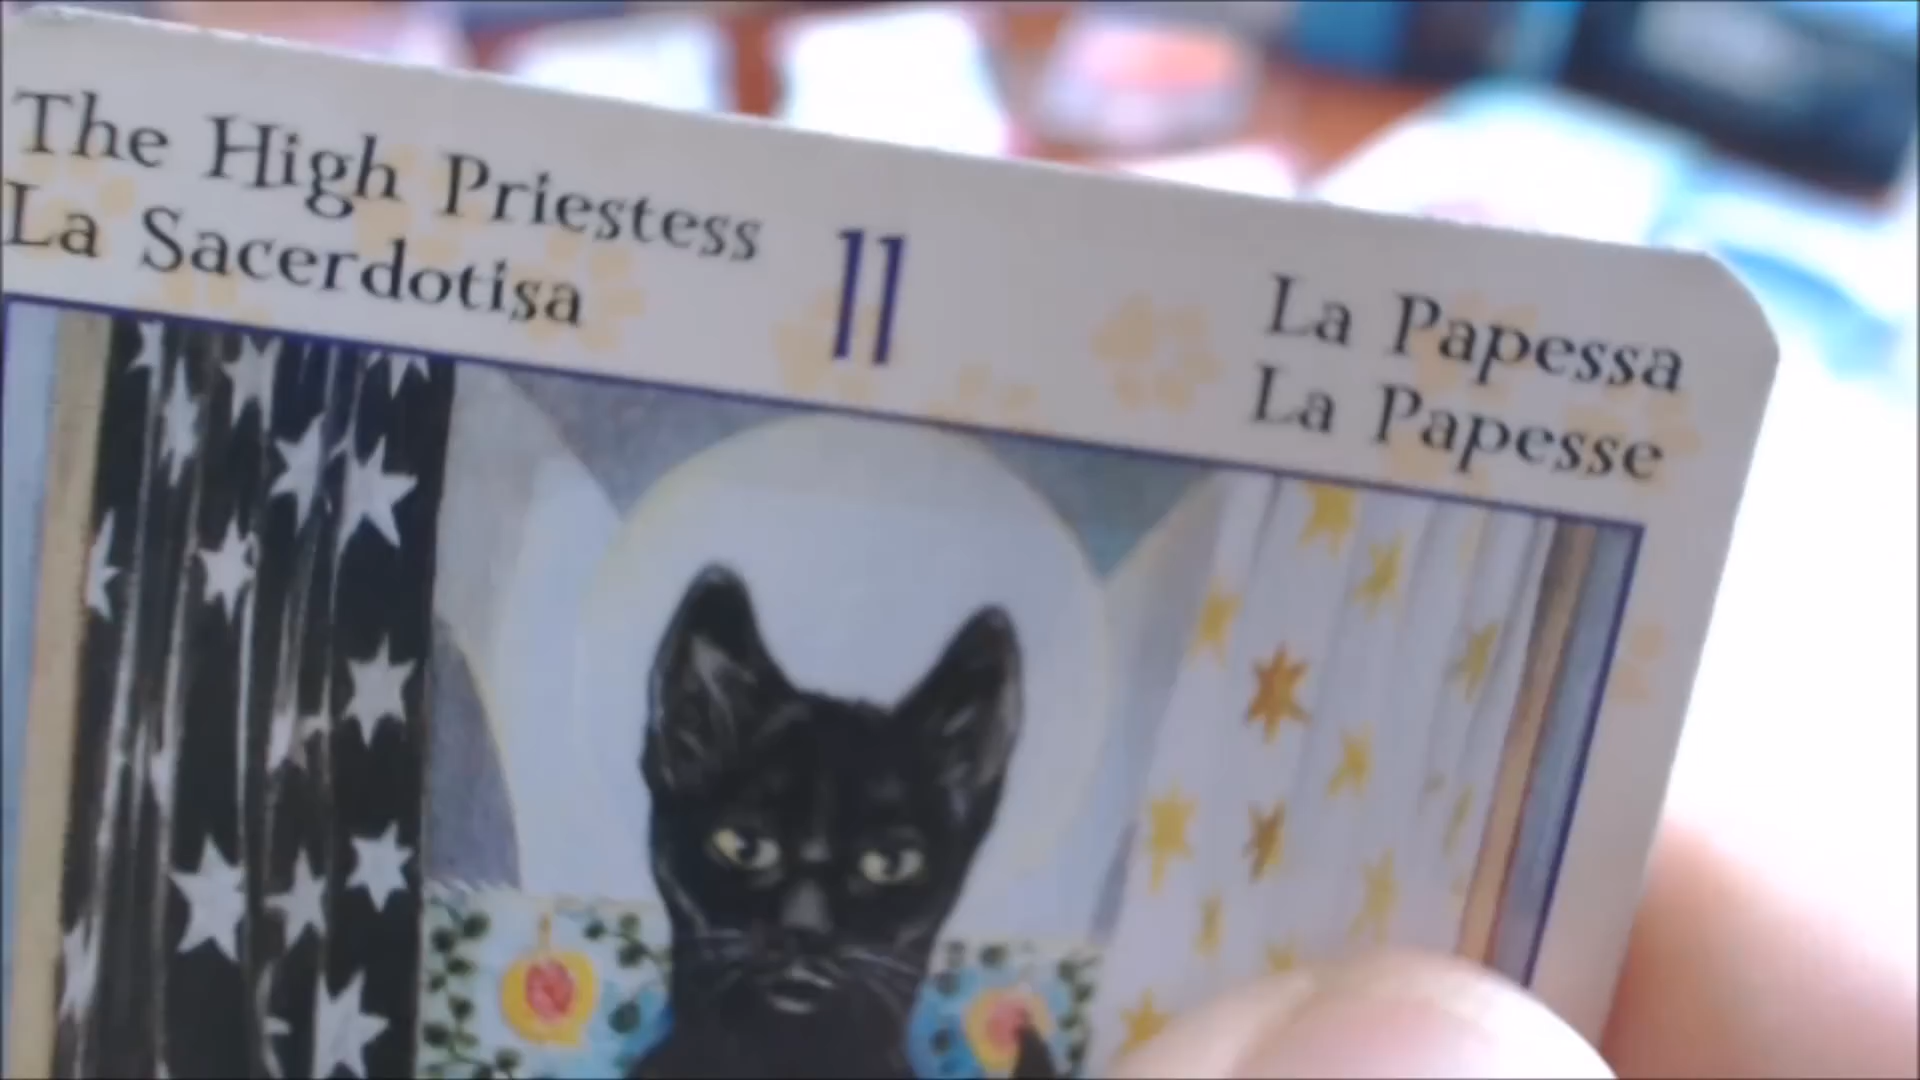 The High Priestess
La Sacerdotisa
II
La Papessa
La Papesse